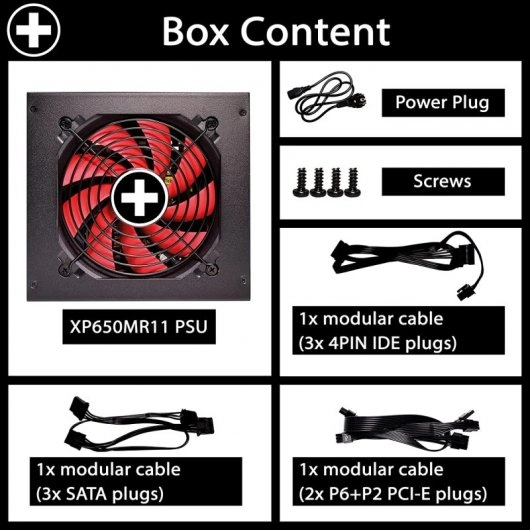 Box Content
XP650MR11 PSU
Power Plug
Screws
1x modular cable
(3x 4PIN IDE plugs)
1x modular cable
(3x SATA plugs)
1x modular cable
(2x P6+P2 PCI-E plugs)